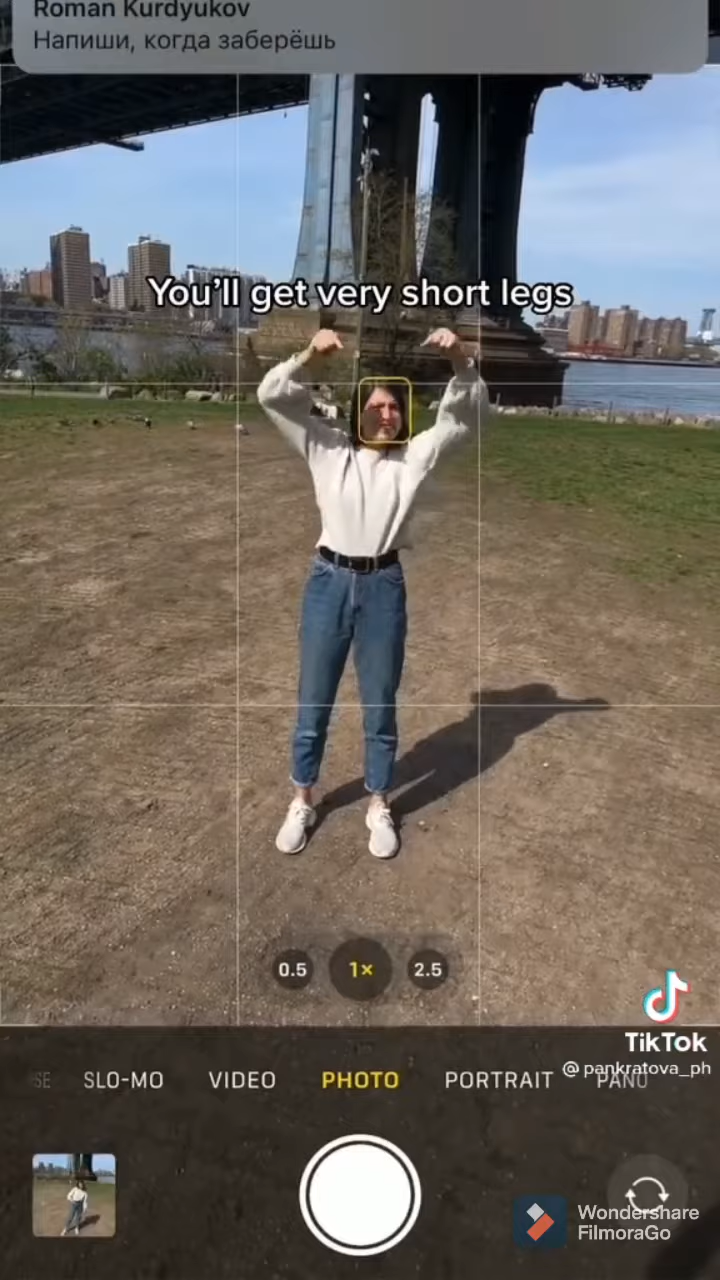 Roman Kurdyukov
Напиши, когда заберёшь
You'll get very short legs
0.5
1×
2.5
TikTok
@pankratova_ph
SE
SLO-MO
VIDEO
PHOTO
PORTRAIT
PANO
Wondershare
FilmoraGo